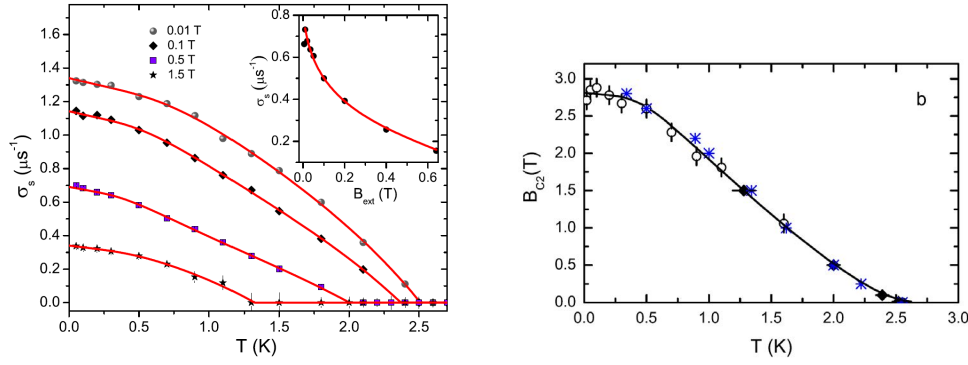 0.01 T
0.1 T
0.5 T
1.5 T
σs (μs-1)
1.6
1.4
1.2
1.0
0.8
0.6
0.4
0.2
0.0
0.0 0.5 1.0 1.5 2.0 2.5
T (K)
σs (μs-1)
0.8
0.6
0.4
0.2
0.0 0.2 0.4 0.6
Bext (T)
b
BC2(T)
3.0
2.5
2.0
1.5
1.0
0.5
0.0
0.0 0.5 1.0 1.5 2.0 2.5 3.0
T (K)